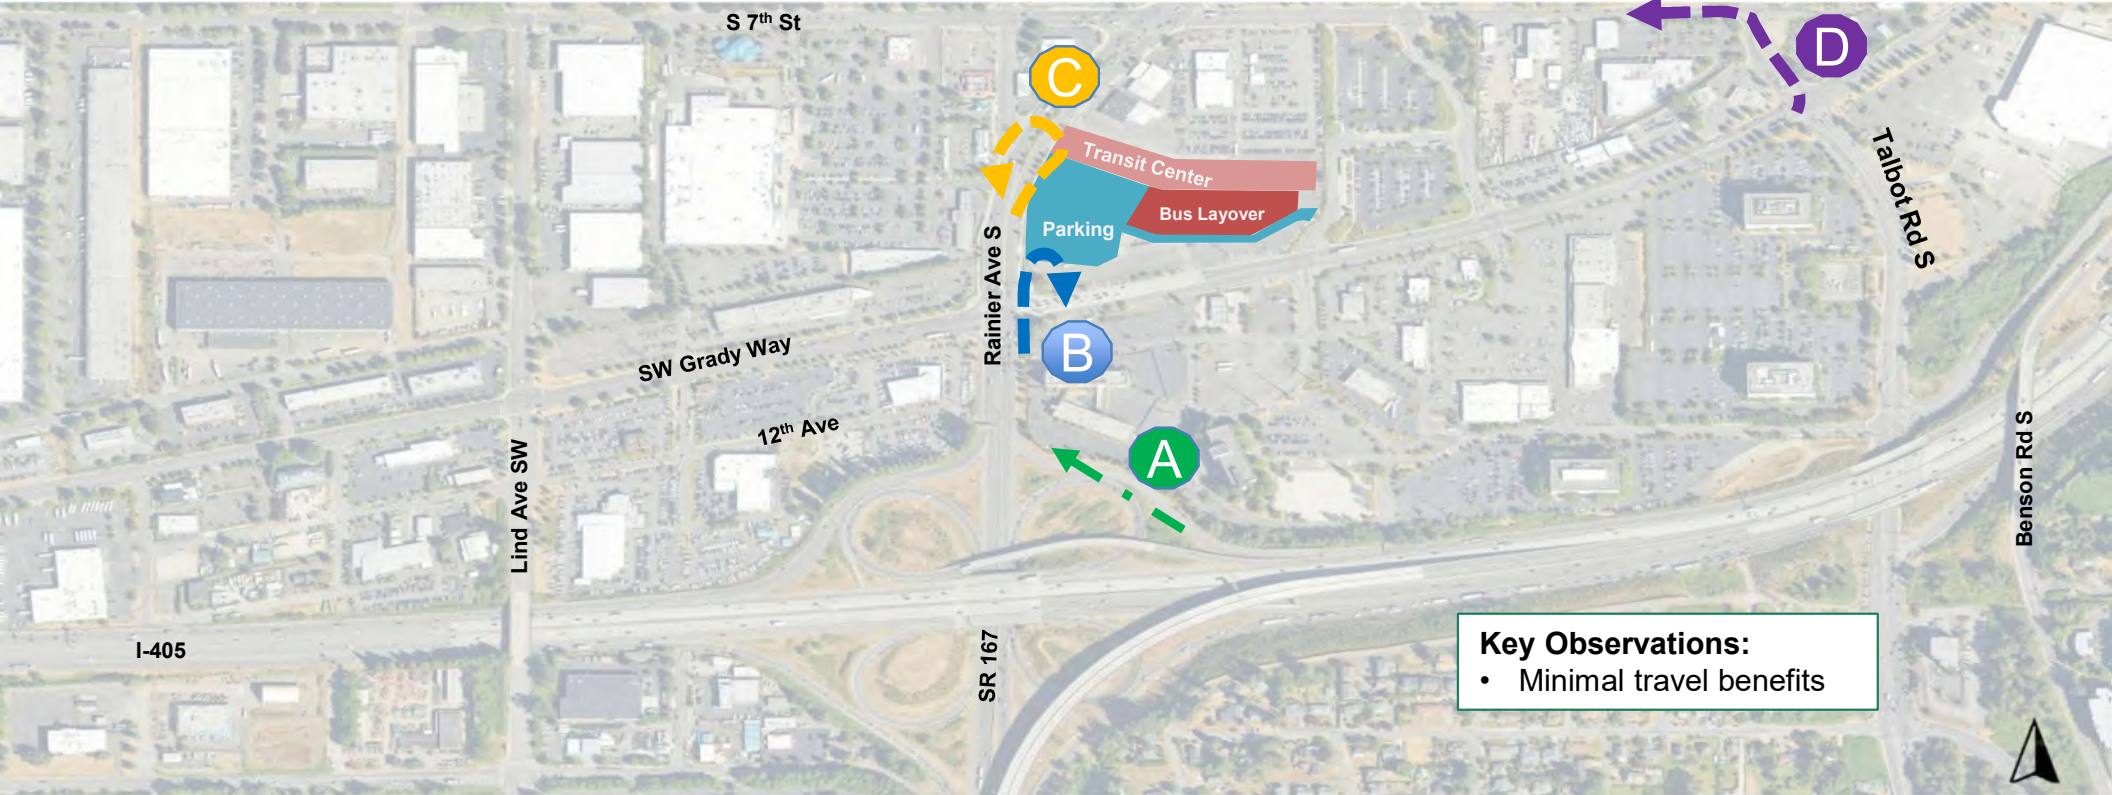 S 7th St
D
C
Talbot Rd S
Transit Center
Bus Layover
Parking
Rainier Ave S
SW Grady Way
B
12th Ave
A
Lind Ave SW
Benson Rd S
I-405
SR 167
Key Observations:
• Minimal travel benefits